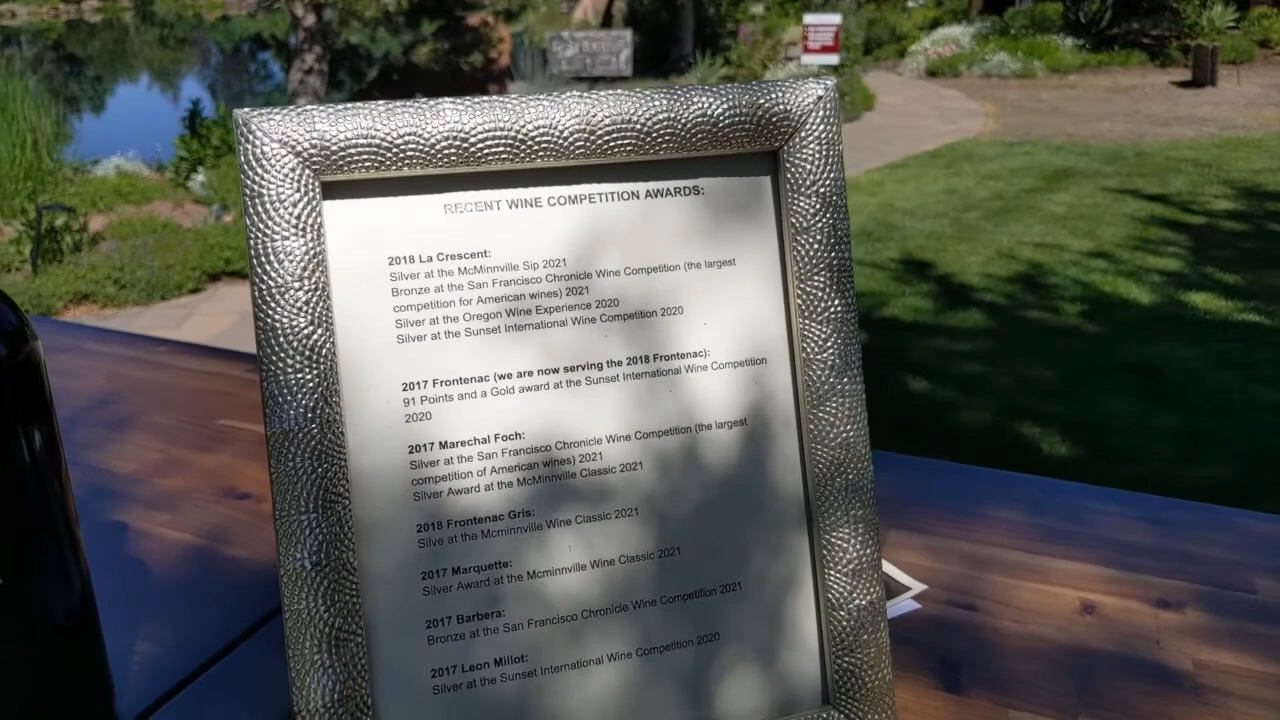 RECENT WINE COMPETITION AWARDS:
2018 La Crescent:
Silver at the McMinnville Sip 2021
Bronze at the San Francisco Chronicle Wine Competition (the largest
competition for American wines) 2021
Silver at the Oregon Wine Experience 2020
Silver at the Sunset International Wine Competition 2020
2017 Frontenac (we are now serving the 2018 Frontenac):
91 Points and a Gold award at the Sunset International Wine Competition
2020
2017 Marechal Foch:
Silver at the San Francisco Chronicle Wine Competition (the largest
competition of American wines) 2021
Silver Award at the McMinnville Classic 2021
2018 Frontenac Gris:
Silve at the Mcminnville Wine Classic 2021
2017 Marquette:
Silver Award at the Mcminnville Wine Classic 2021
2017 Barbera:
Bronze at the San Francisco Chronicle Wine Competition 2021
2017 Leon Millot:
Silver at the Sunset International Wine Competition 2020